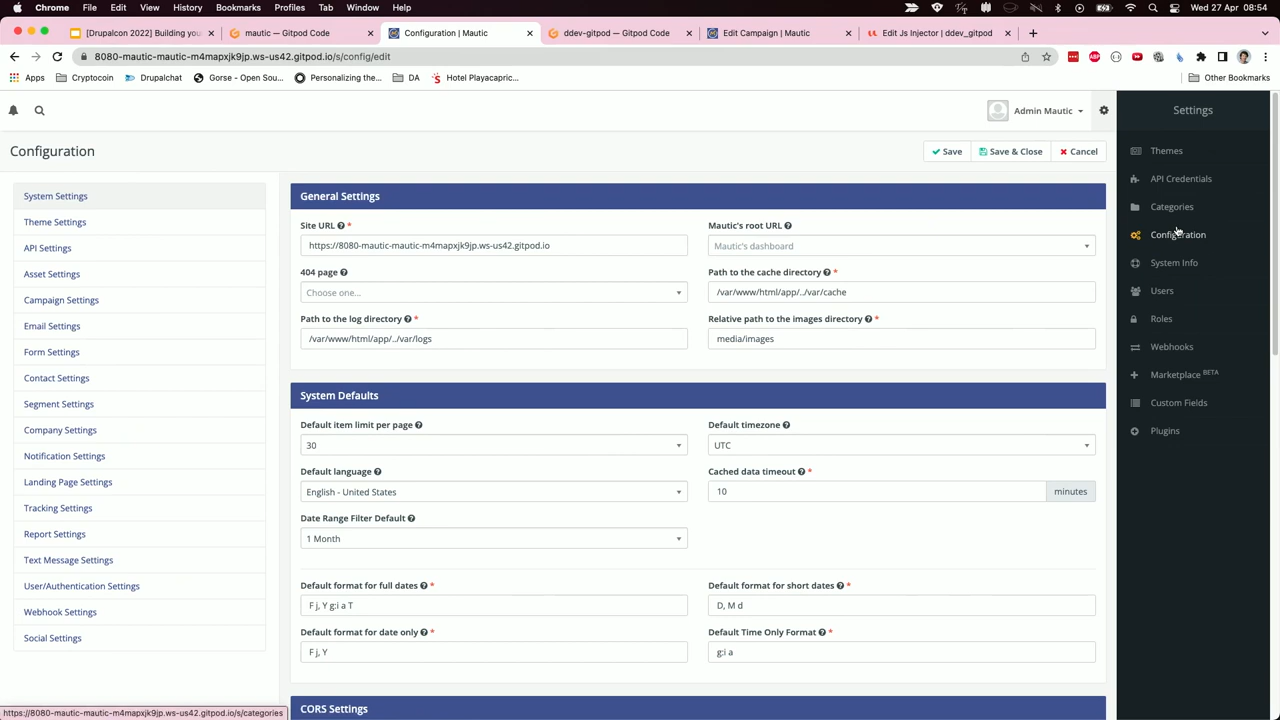 Chrome File Edit View History Bookmarks Profiles Tab Window Help Wed 27 Apr 08:54
[Drupalcon 2022] Building you × mautic — Gitpod Code × Configuration | Mautic × ddev-gitpod — Gitpod Code × Edit Campaign | Mautic × Edit Js Injector | ddev_gitpod × +
8080-mautic-mautic-m4mapxjk9jp.ws-us42.gitpod.io/s/config/edit
Apps Cryptocoin Drupalchat Gorse - Open Sou... Personalizing the... DA Hotel Playacapric... Other Bookmarks
Admin Mautic
Settings
Configuration
Save Save & Close Cancel
System Settings
Theme Settings
API Settings
Asset Settings
Campaign Settings
Email Settings
Form Settings
Contact Settings
Segment Settings
Company Settings
Notification Settings
Landing Page Settings
Tracking Settings
Report Settings
Text Message Settings
User/Authentication Settings
Webhook Settings
Social Settings
General Settings
Site URL * Mautic's root URL
https://8080-mautic-mautic-m4mapxjk9jp.ws-us42.gitpod.io Mautic's dashboard
404 page Path to the cache directory *
Choose one... /var/www/html/app/../var/cache
Path to the log directory * Relative path to the images directory *
/var/www/html/app/../var/logs media/images
System Defaults
Default item limit per page Default timezone
30 UTC
Default language Cached data timeout *
English - United States 10 minutes
Date Range Filter Default
1 Month
Default format for full dates * Default format for short dates *
F j, Y g:i a T D, M d
Default format for date only * Default Time Only Format *
F j, Y g:i a
CORS Settings
Themes
API Credentials
Categories
Configuration
System Info
Users
Roles
Webhooks
Marketplace BETA
Custom Fields
Plugins
https://8080-mautic-mautic-m4mapxjk9jp.ws-us42.gitpod.io/s/categories